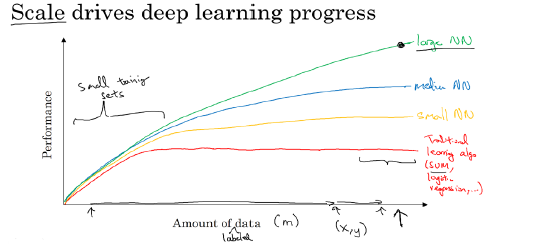 Scale drives deep learning progress
large NN
small training
sets
medium NN
Performance
small NN
Traditional
learning algo
(SVM,
logistic
regression,...)
Amount of data (m)
(x,y)
labeled